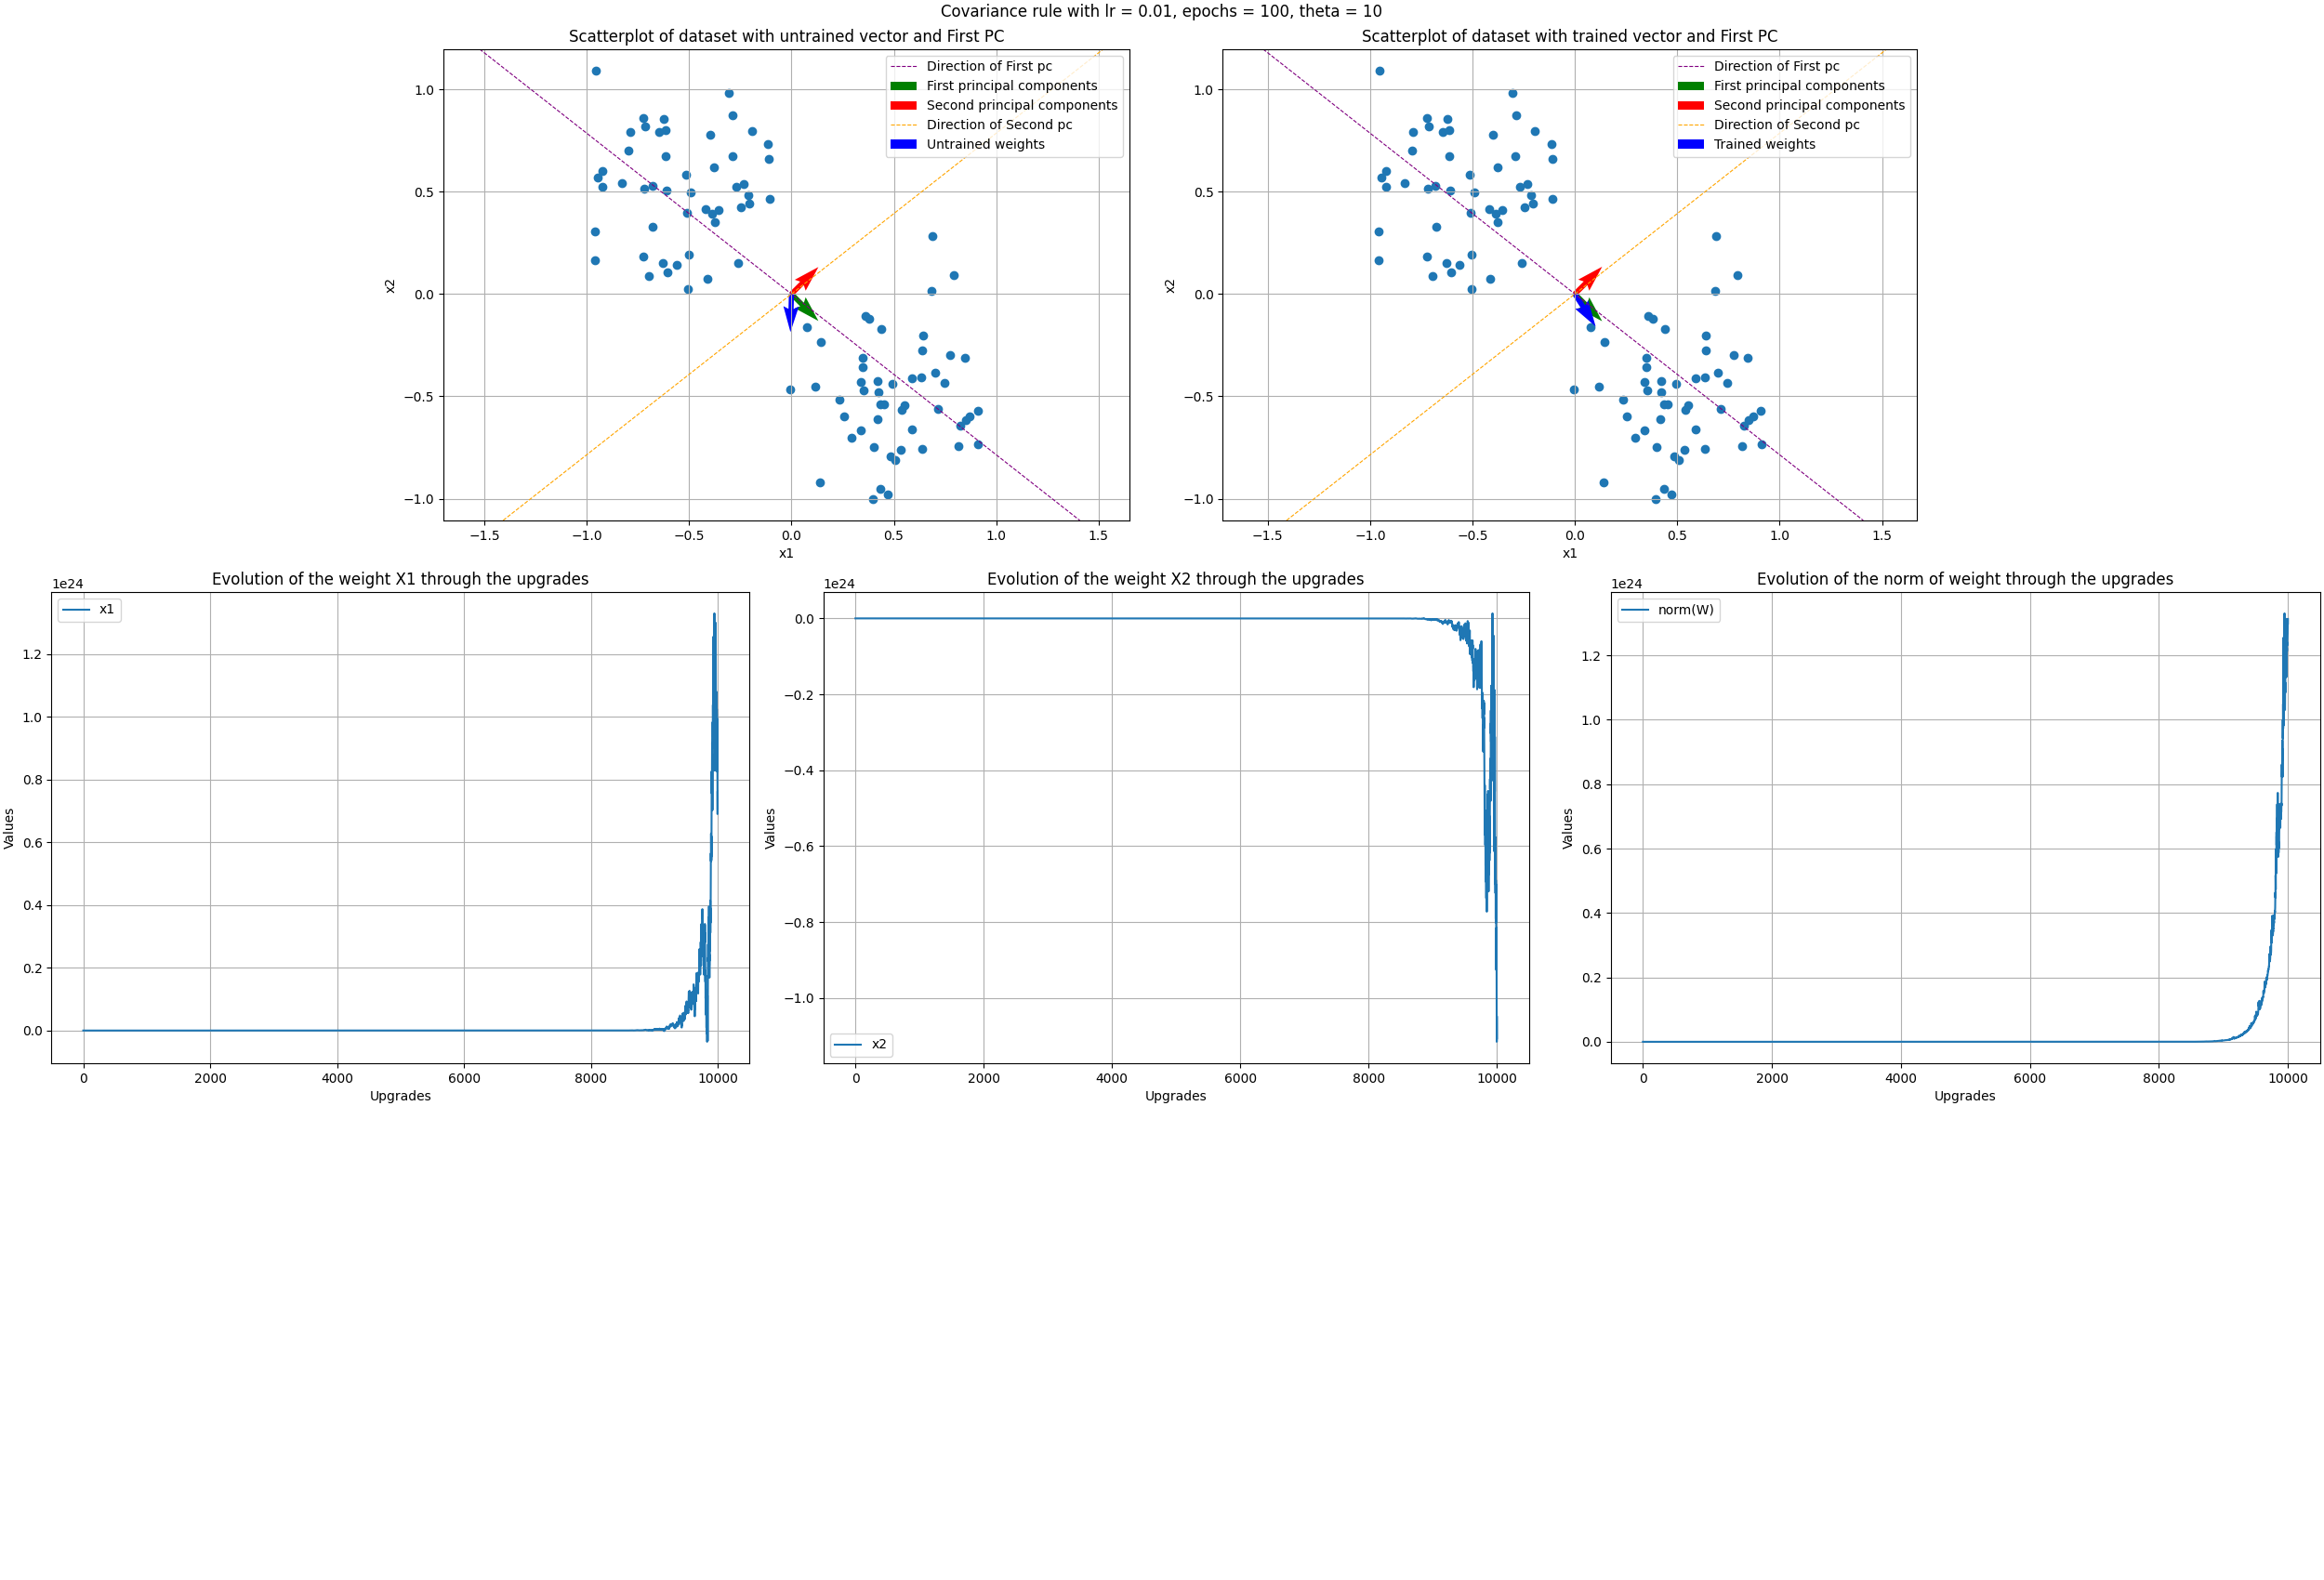 Covariance rule with lr = 0.01, epochs = 100, theta = 10
Scatterplot of dataset with untrained vector and First PC
Direction of First pc
First principal components
Second principal components
Direction of Second pc
Untrained weights
1.0
0.5
0.0
−0.5
−1.0
x2
−1.5
−1.0
−0.5
0.0
0.5
1.0
1.5
x1
Scatterplot of dataset with trained vector and First PC
Direction of First pc
First principal components
Second principal components
Direction of Second pc
Trained weights
1.0
0.5
0.0
−0.5
−1.0
x2
−1.5
−1.0
−0.5
0.0
0.5
1.0
1.5
x1
Evolution of the weight X1 through the upgrades
1e24
x1
1.2
1.0
0.8
0.6
0.4
0.2
0.0
Values
0
2000
4000
6000
8000
10000
Upgrades
Evolution of the weight X2 through the upgrades
1e24
0.0
−0.2
−0.4
−0.6
−0.8
−1.0
Values
x2
0
2000
4000
6000
8000
10000
Upgrades
Evolution of the norm of weight through the upgrades
1e24
norm(W)
1.2
1.0
0.8
0.6
0.4
0.2
0.0
Values
0
2000
4000
6000
8000
10000
Upgrades